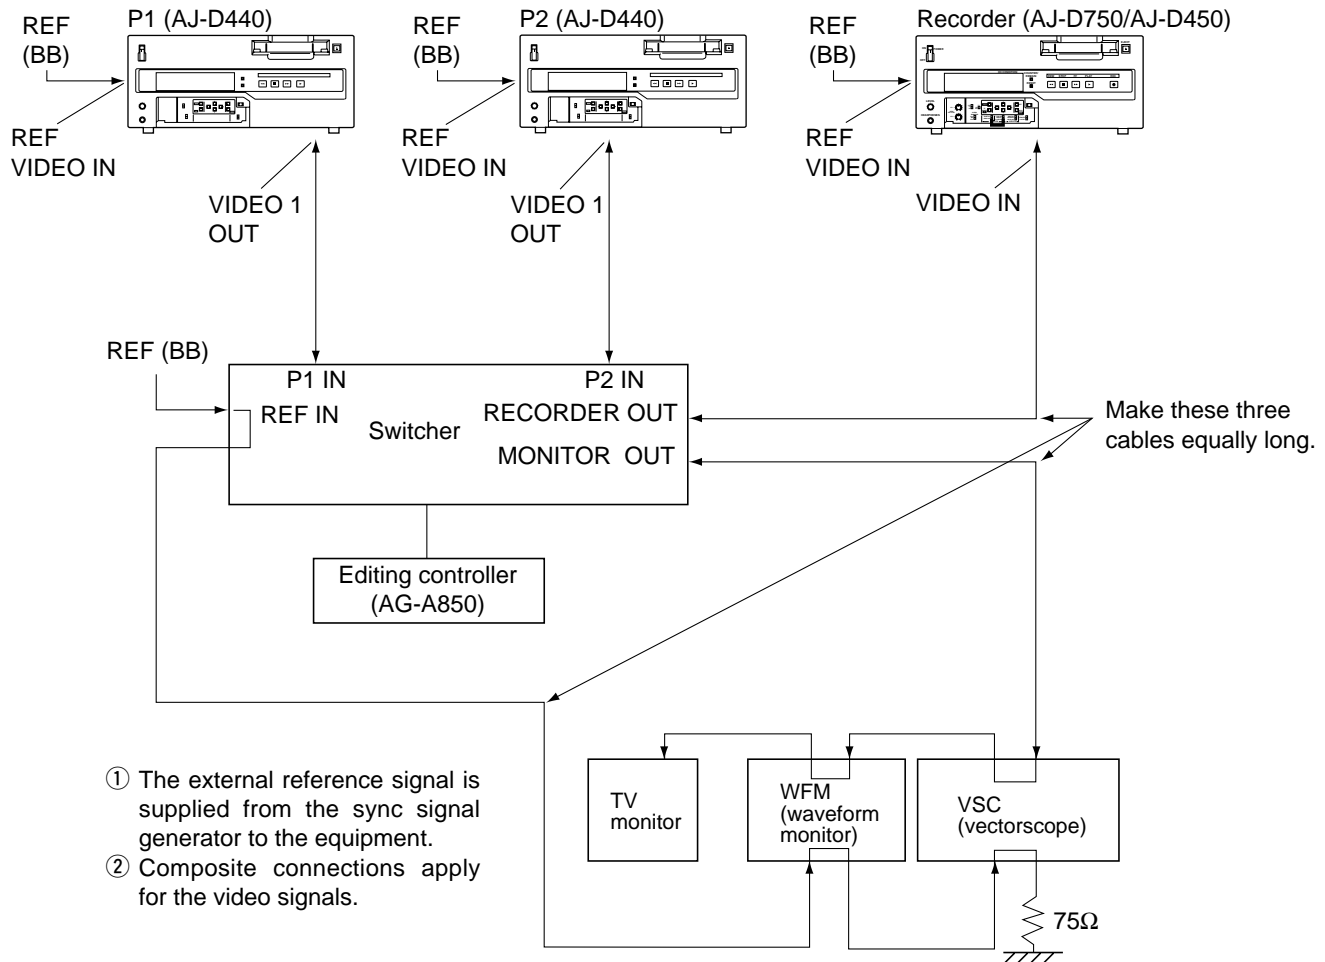 P1 (AJ-D440)
P2 (AJ-D440)
Recorder (AJ-D750/AJ-D450)
REF
(BB)
REF
(BB)
REF
(BB)
REF
VIDEO IN
REF
VIDEO IN
REF
VIDEO IN
VIDEO 1
OUT
VIDEO 1
OUT
VIDEO IN
REF (BB)
P1 IN
P2 IN
REF IN
Switcher
RECORDER OUT
MONITOR OUT
Make these three
cables equally long.
Editing controller
(AG-A850)
① The external reference signal is
supplied from the sync signal
generator to the equipment.
② Composite connections apply
for the video signals.
TV
monitor
WFM
(waveform
monitor)
VSC
(vectorscope)
75Ω